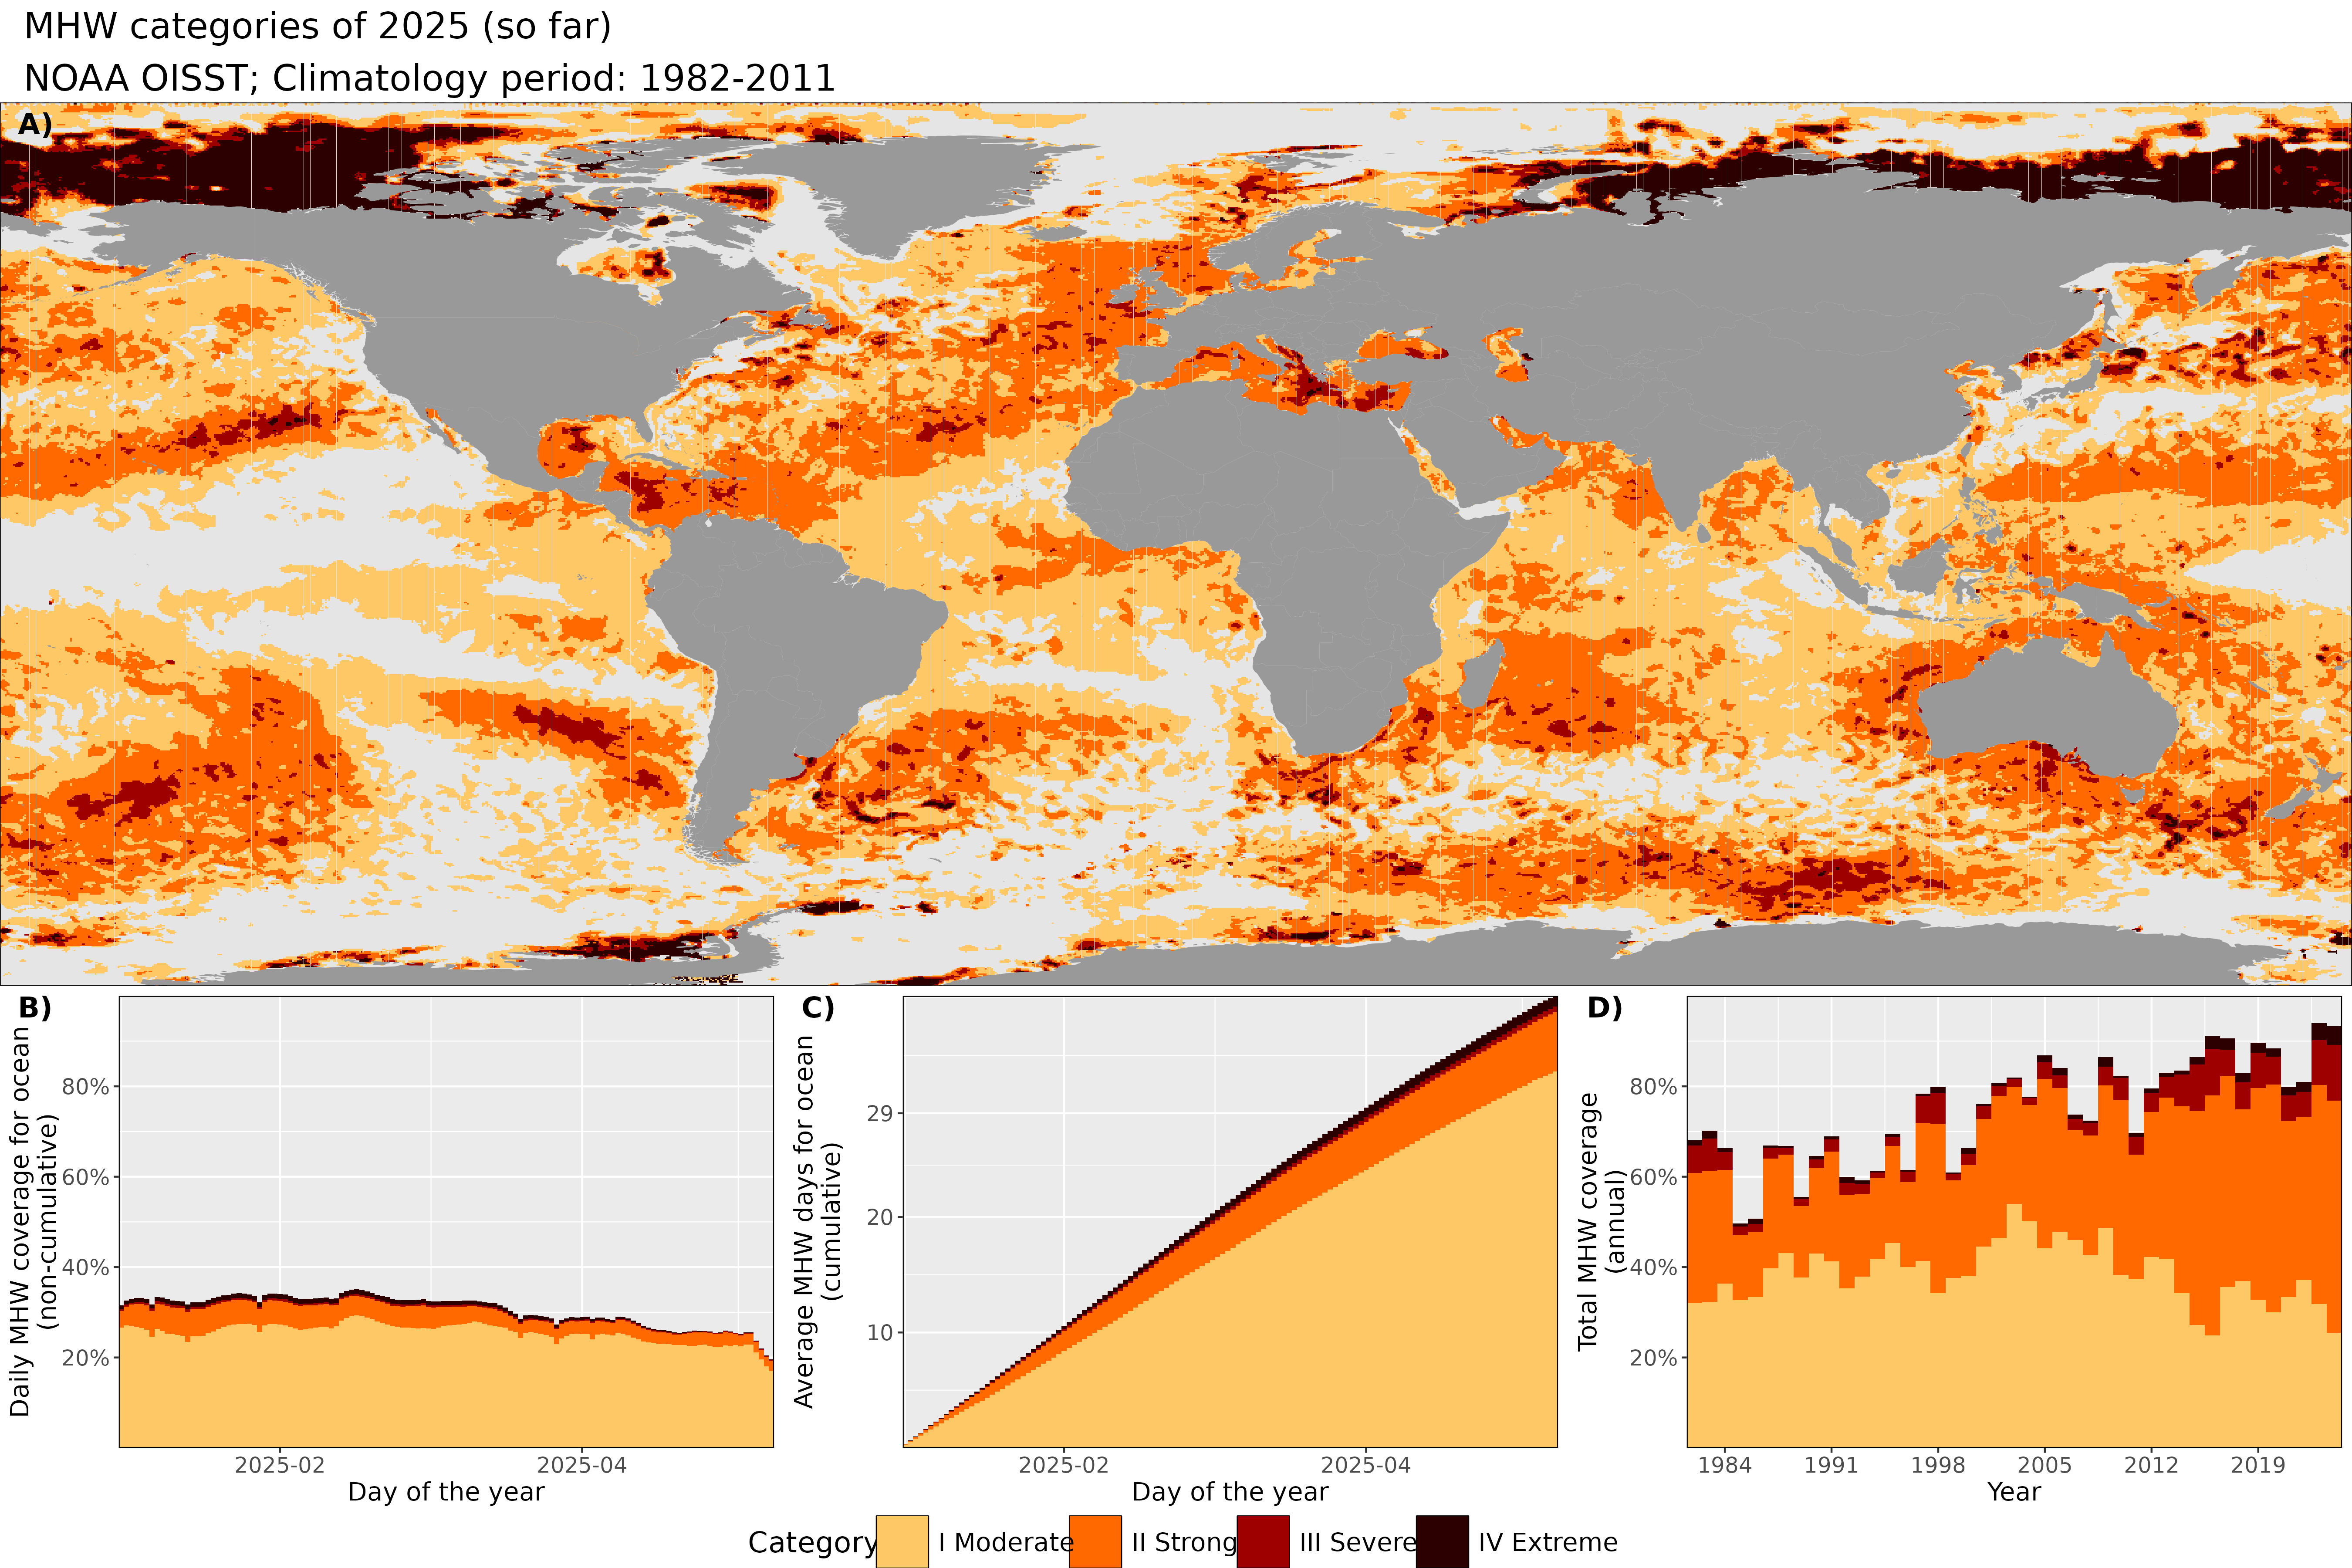 MHW categories of 2025 (so far)
NOAA OISST; Climatology period: 1982-2011
A)
B)
Daily MHW coverage for ocean
(non-cumulative)
80%
60%
40%
20%
2025-02
2025-04
Day of the year
C)
Average MHW days for ocean
(cumulative)
29
20
10
2025-02
2025-04
Day of the year
D)
Total MHW coverage
(annual)
80%
60%
40%
20%
1984
1991
1998
2005
2012
2019
Year
Category
I Moderate
II Strong
III Severe
IV Extreme